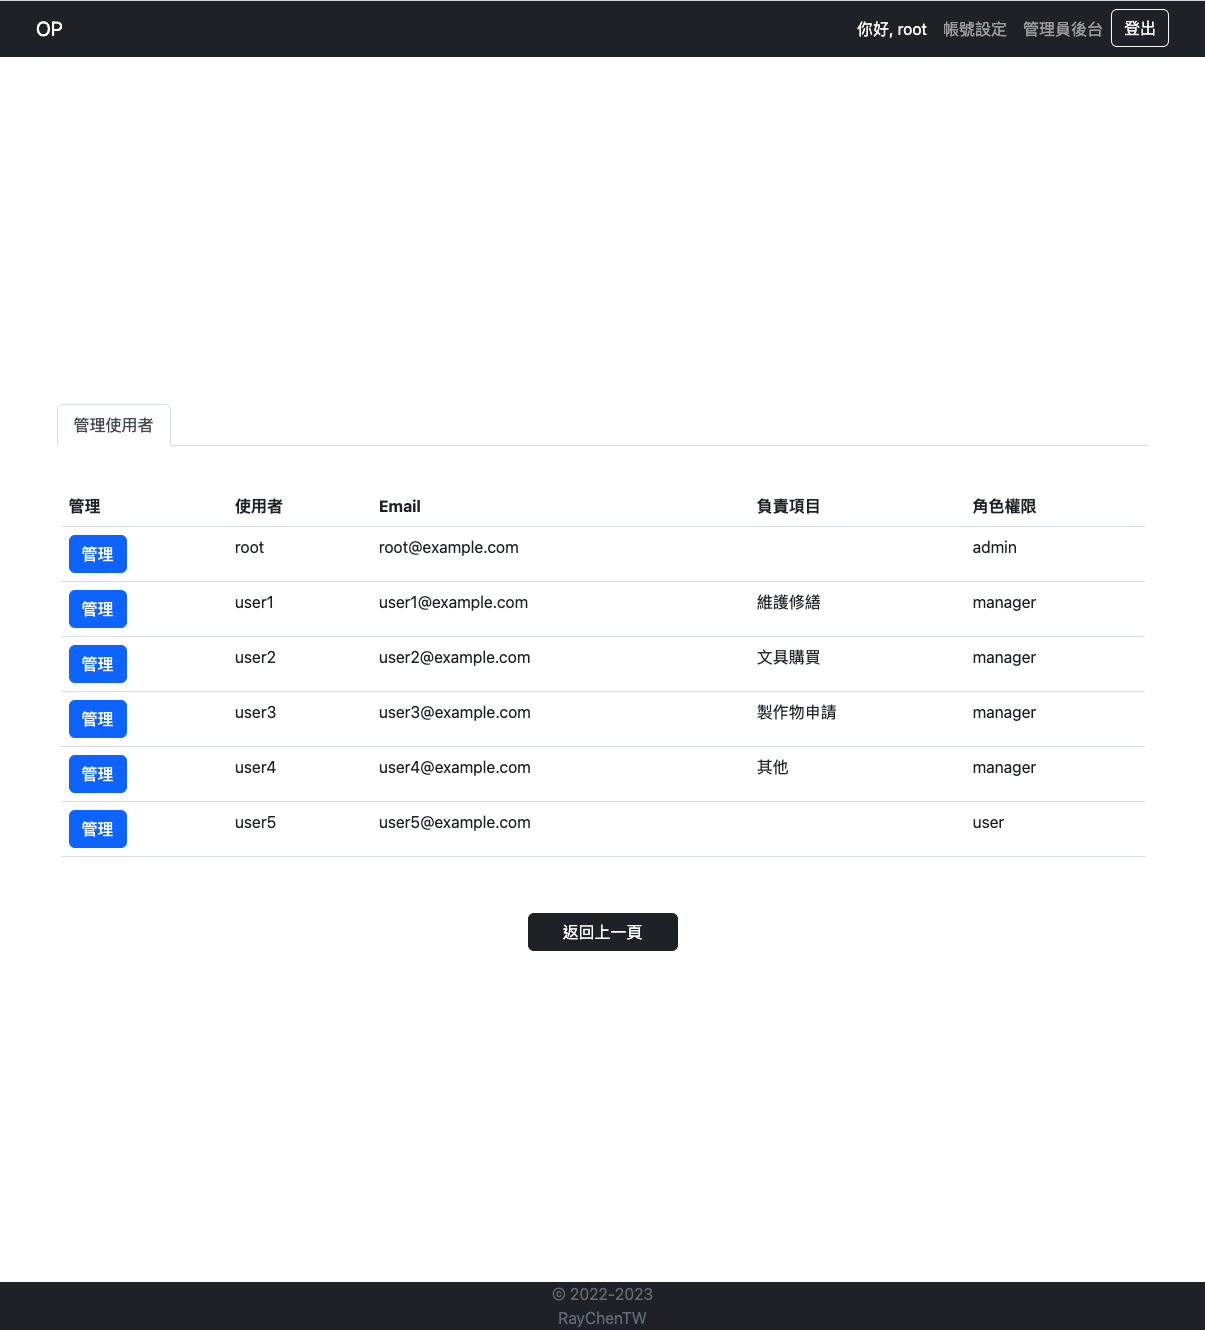 OP 你好, root 帳號設定 管理員後台 登出
管理使用者
管理 使用者 Email 負責項目 角色權限
管理 root root@example.com admin
管理 user1 user1@example.com 維護修繕 manager
管理 user2 user2@example.com 文具購買 manager
管理 user3 user3@example.com 製作物申請 manager
管理 user4 user4@example.com 其他 manager
管理 user5 user5@example.com user
返回上一頁
© 2022-2023
RayChenTW